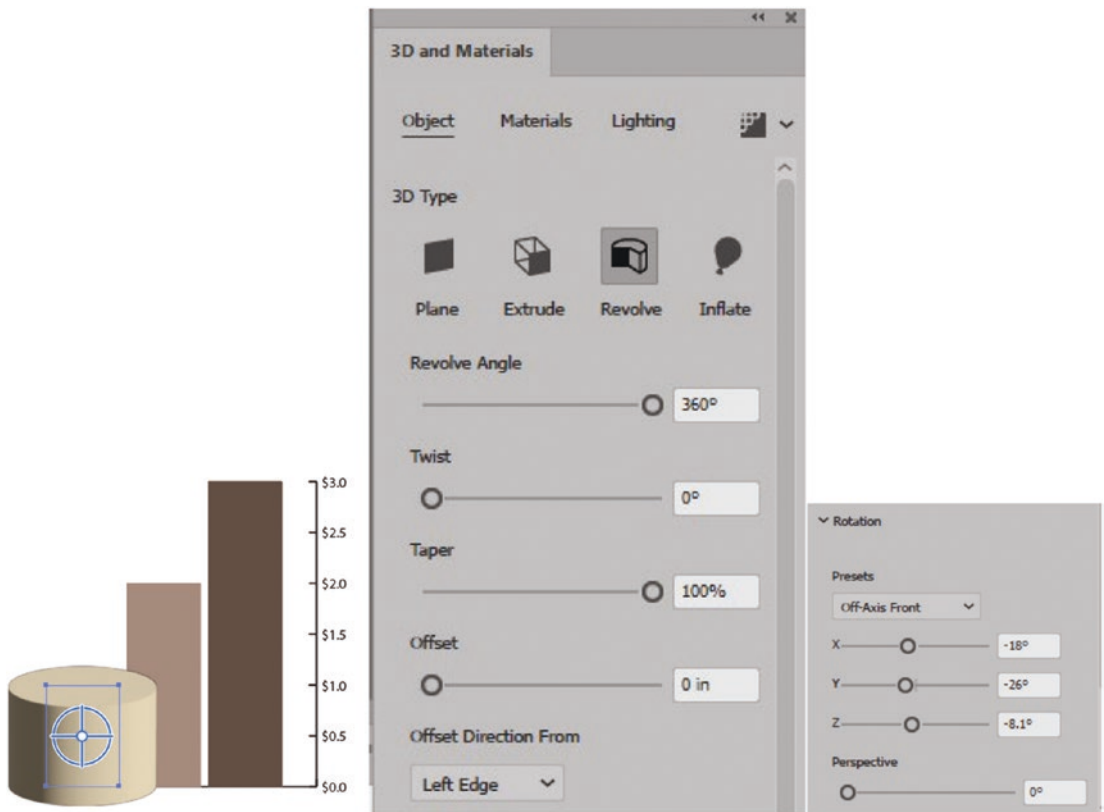 3D and Materials
Object Materials Lighting
3D Type
Plane Extrude Revolve Inflate
Revolve Angle
360°
Twist
0°
Taper
100%
Offset
0 in
Offset Direction From
Left Edge
$3.0
$2.5
$2.0
$1.5
$1.0
$0.5
$0.0
Rotation
Presets
Off-Axis Front
X -18°
Y -26°
Z -8.1°
Perspective
0°